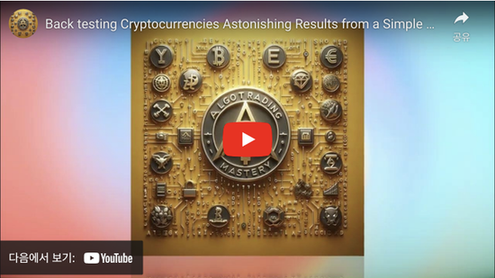 Back testing Cryptocurrencies Astonishing Results from a Simple ...
공유
ALGOTRADING
MASTERY
다음에서 보기: YouTube